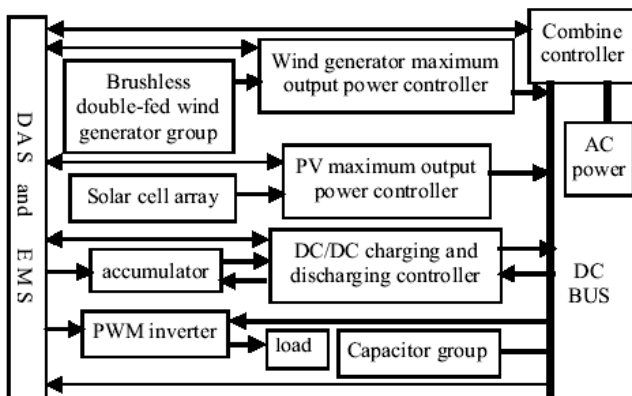 DAS and EMS
Combine
controller
Wind generator maximum
output power controller
Brushless
double-fed wind
generator group
AC
power
PV maximum output
power controller
Solar cell array
DC/DC charging and
discharging controller
accumulator
DC
BUS
PWM inverter
load
Capacitor group